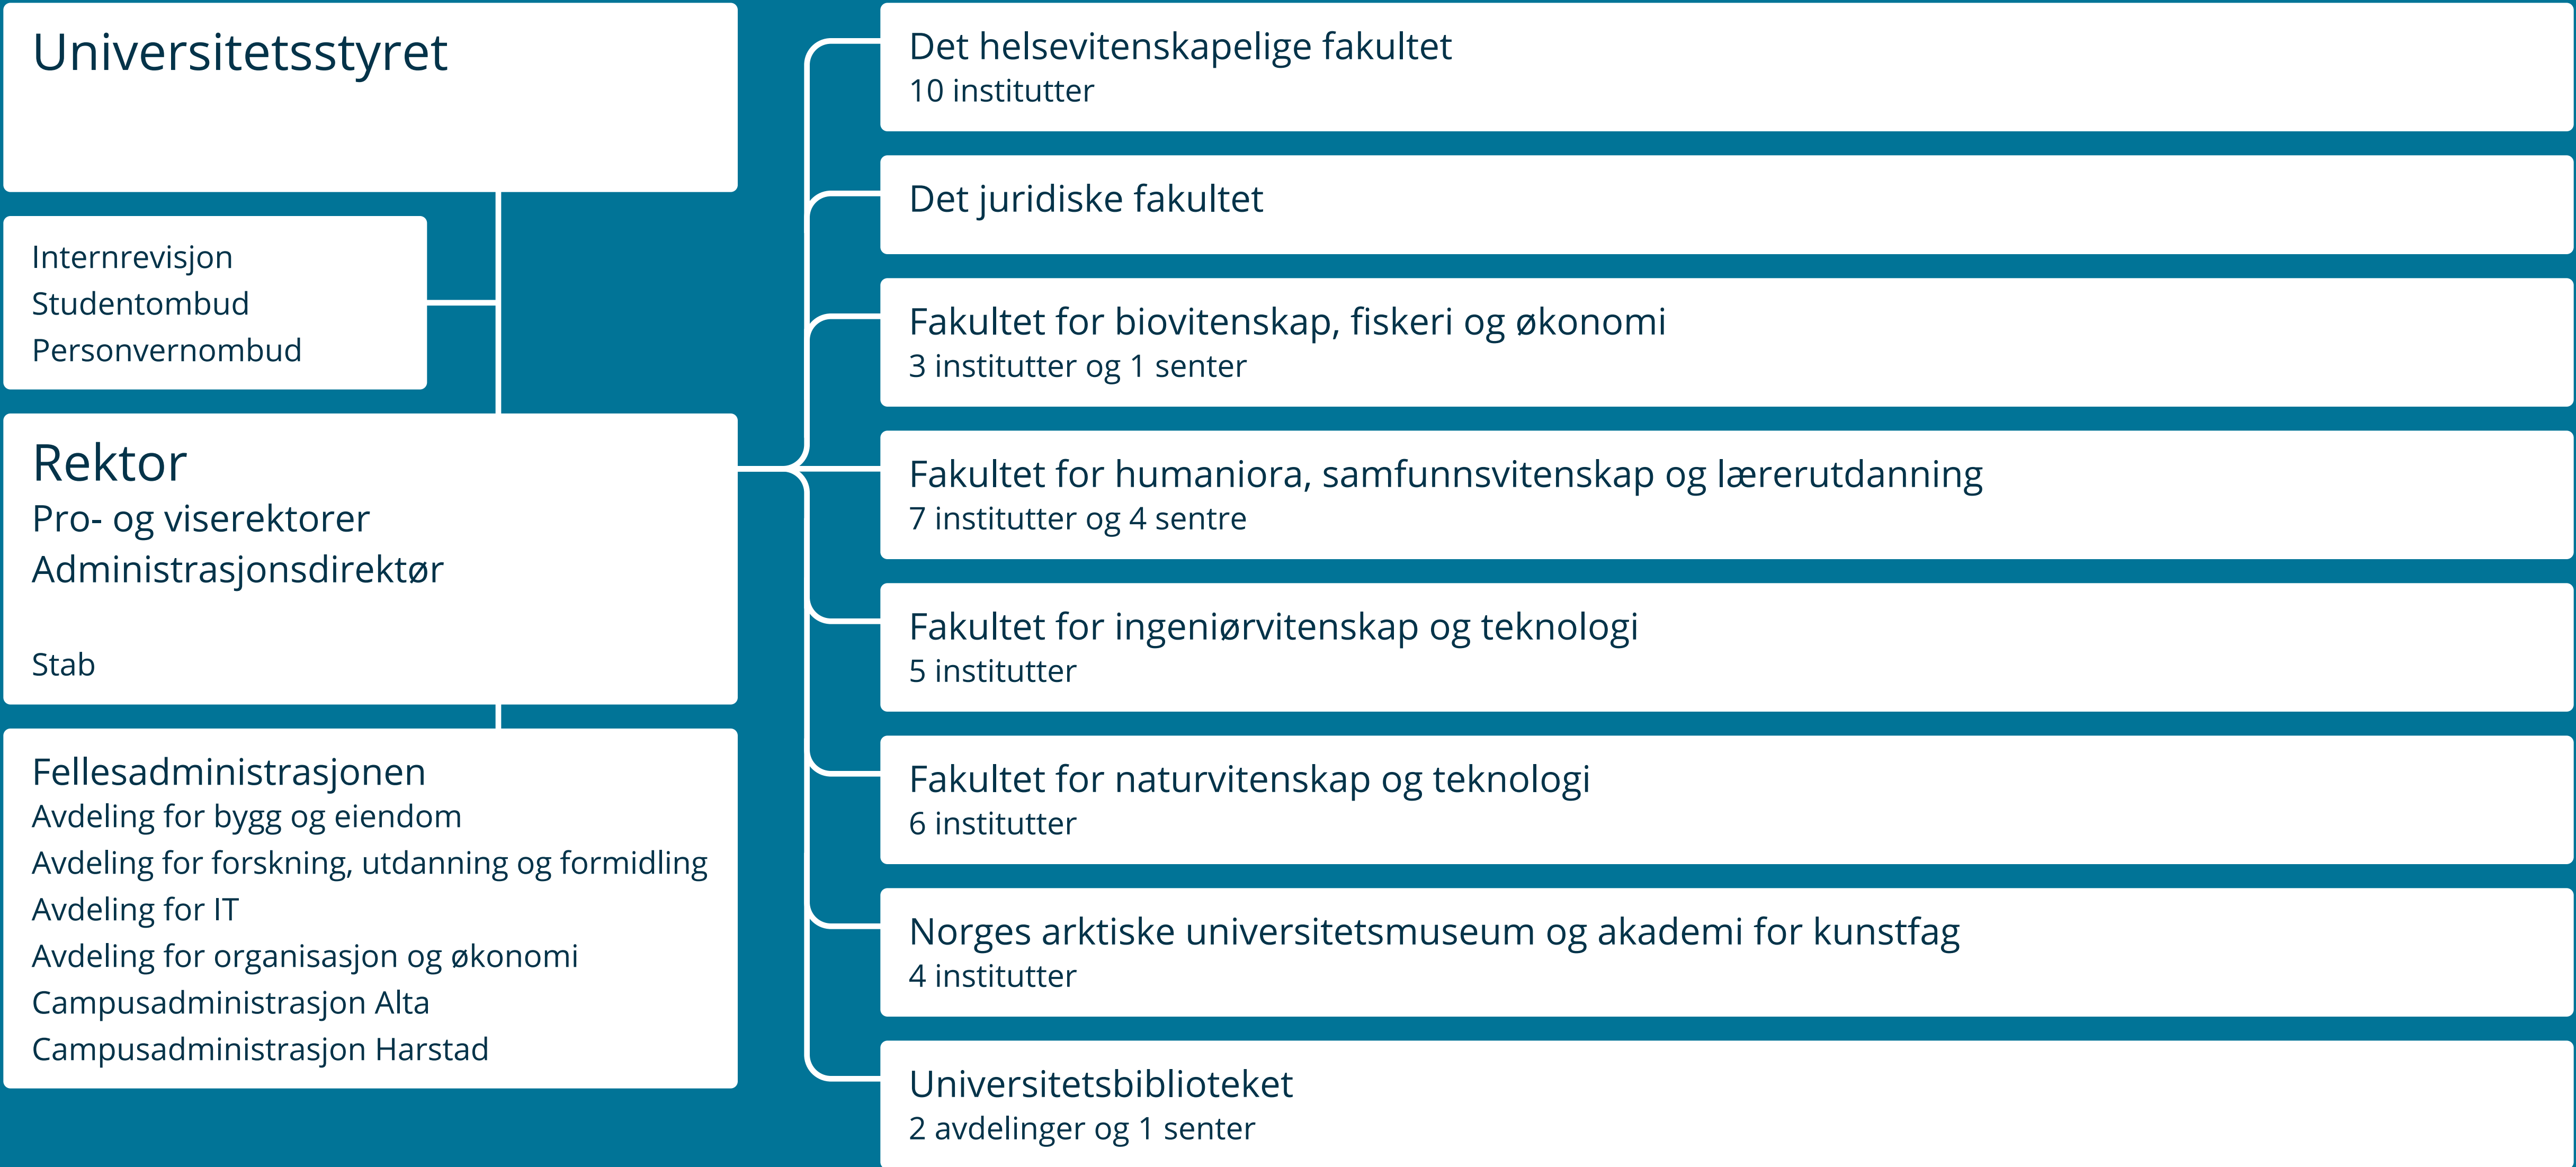 Universitetsstyret
Internrevisjon
Studentombud
Personvernombud
Rektor
Pro- og viserektorer
Administrasjonsdirektør
Stab
Fellesadministrasjonen
Avdeling for bygg og eiendom
Avdeling for forskning, utdanning og formidling
Avdeling for IT
Avdeling for organisasjon og økonomi
Campusadministrasjon Alta
Campusadministrasjon Harstad
Det helsevitenskapelige fakultet
10 institutter
Det juridiske fakultet
Fakultet for biovitenskap, fiskeri og økonomi
3 institutter og 1 senter
Fakultet for humaniora, samfunnsvitenskap og lærerutdanning
7 institutter og 4 sentre
Fakultet for ingeniørvitenskap og teknologi
5 institutter
Fakultet for naturvitenskap og teknologi
6 institutter
Norges arktiske universitetsmuseum og akademi for kunstfag
4 institutter
Universitetsbiblioteket
2 avdelinger og 1 senter